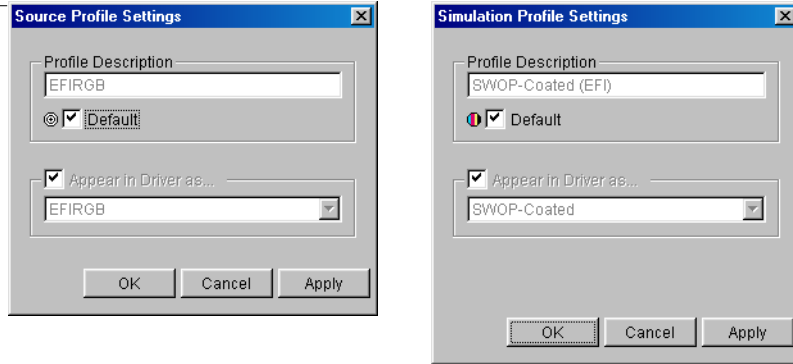 Source Profile Settings
Profile Description
EFIRGB
Default
Appear in Driver as...
EFIRGB
OK Cancel Apply
Simulation Profile Settings
Profile Description
SWOP-Coated (EFI)
Default
Appear in Driver as...
SWOP-Coated
OK Cancel Apply